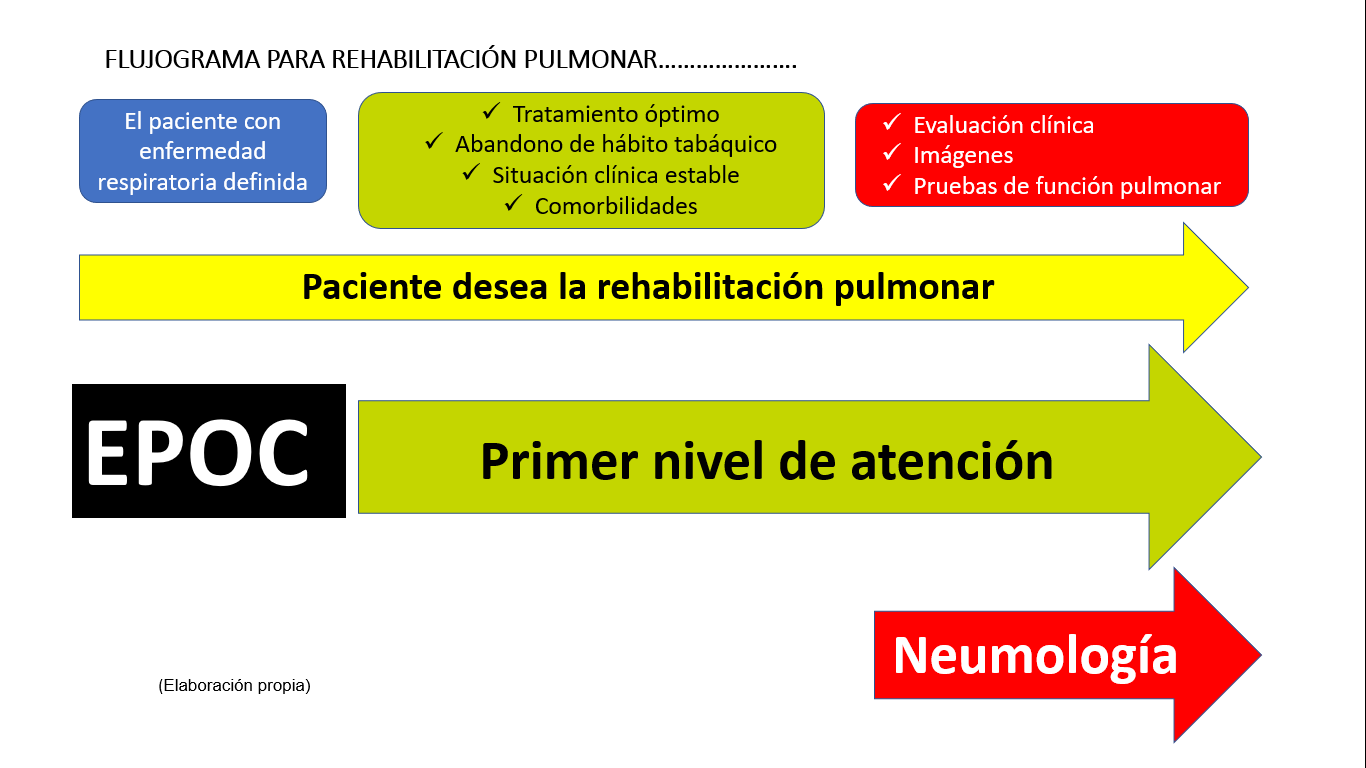 FLUJOGRAMA PARA REHABILITACIÓN PULMONAR………………….
El paciente con
enfermedad
respiratoria definida
✓ Tratamiento óptimo
✓ Abandono de hábito tabáquico
✓ Situación clínica estable
✓ Comorbilidades
✓ Evaluación clínica
✓ Imágenes
✓ Pruebas de función pulmonar
Paciente desea la rehabilitación pulmonar
EPOC
Primer nivel de atención
Neumología
(Elaboración propia)